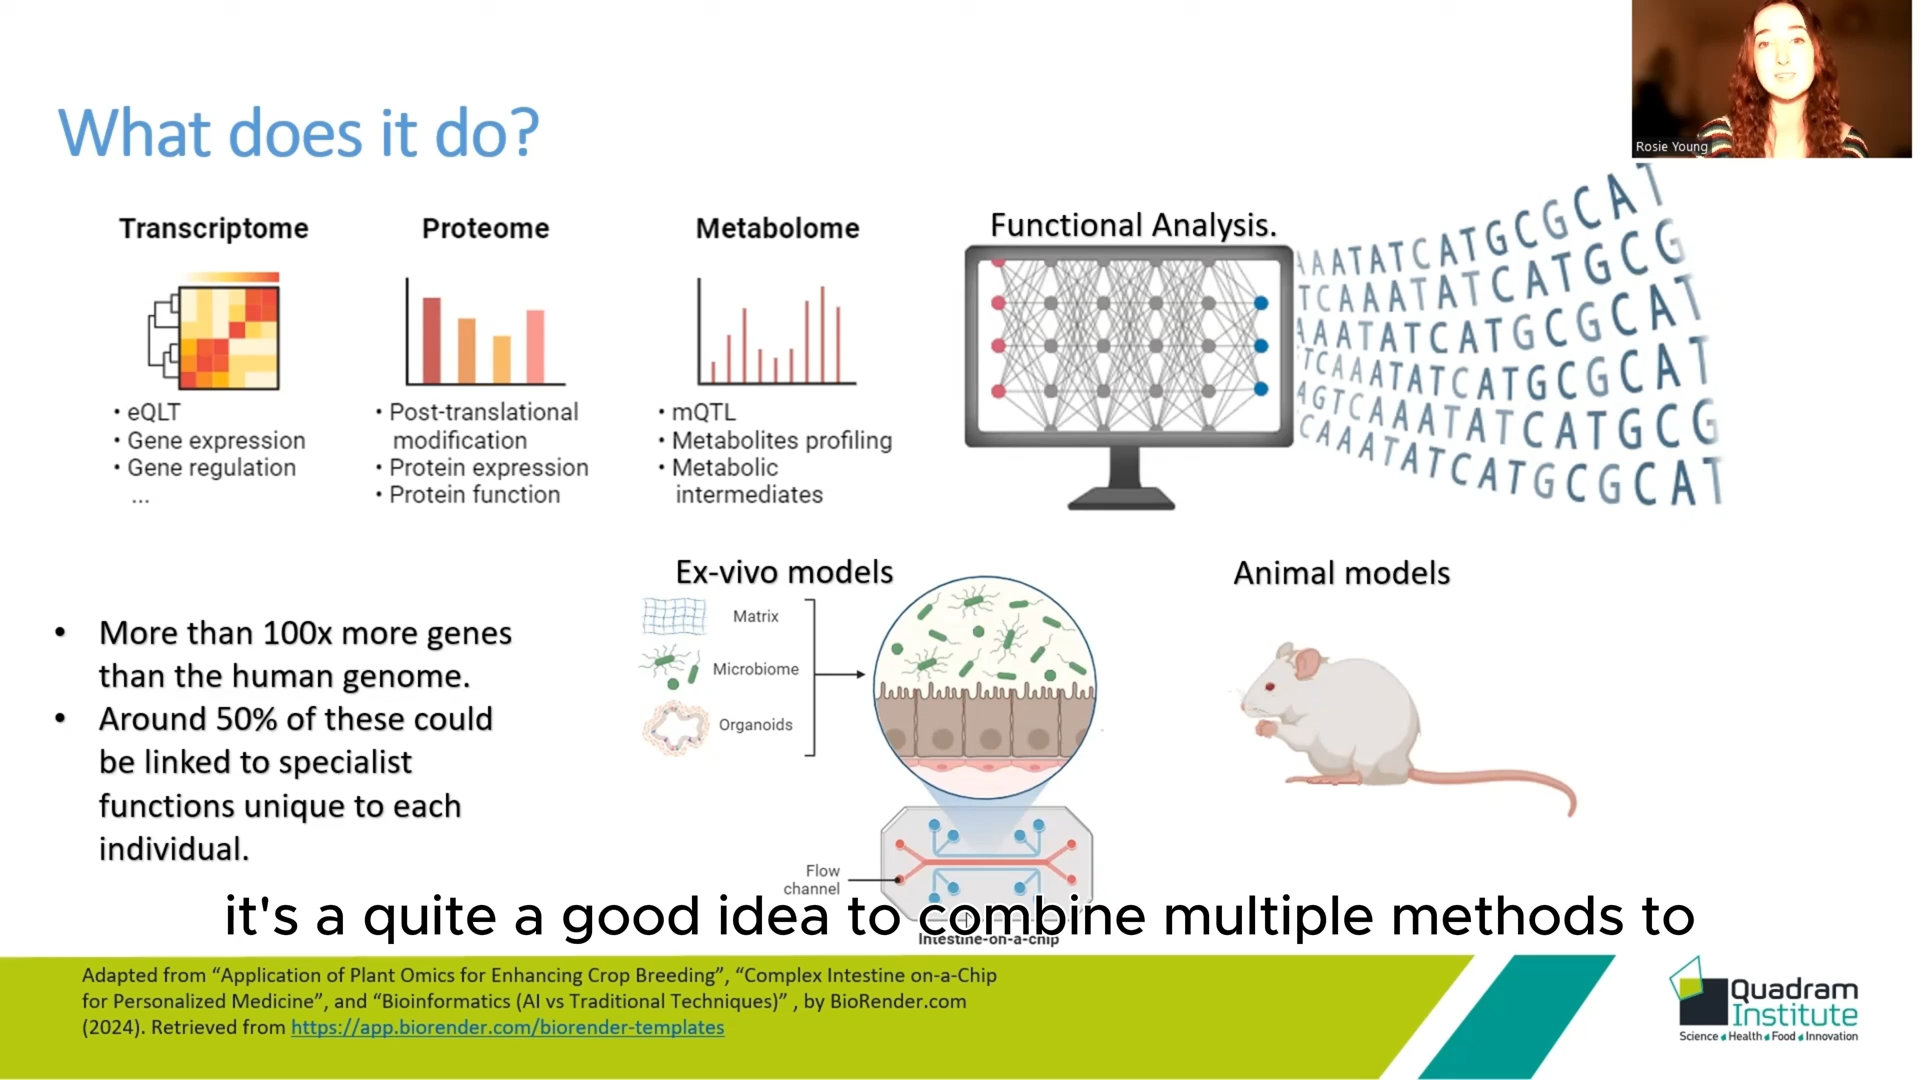 Rosie Young
What does it do?
Transcriptome
• eQLT
• Gene expression
• Gene regulation
...
Proteome
• Post-translational
modification
• Protein expression
• Protein function
Metabolome
• mQTL
• Metabolites profiling
• Metabolic
intermediates
Functional Analysis.
AAATATCATGCGCAT
TCAAATATCATGCG
AAATATCATGCGCAT
TCAAATATCATGCGCAT
AGTCAAATATCATGCG
CAAATATCATGCGCAT
• More than 100x more genes
than the human genome.
• Around 50% of these could
be linked to specialist
functions unique to each
individual.
Ex-vivo models
Matrix
Microbiome
Organoids
Flow
channel
Intestine-on-a-chip
Animal models
it's a quite a good idea to combine multiple methods to
Adapted from “Application of Plant Omics for Enhancing Crop Breeding”, “Complex Intestine on-a-Chip
for Personalized Medicine”, and “Bioinformatics (AI vs Traditional Techniques)” , by BioRender.com
(2024). Retrieved from https://app.biorender.com/biorender-templates
Quadram
Institute
Science • Health • Food • Innovation